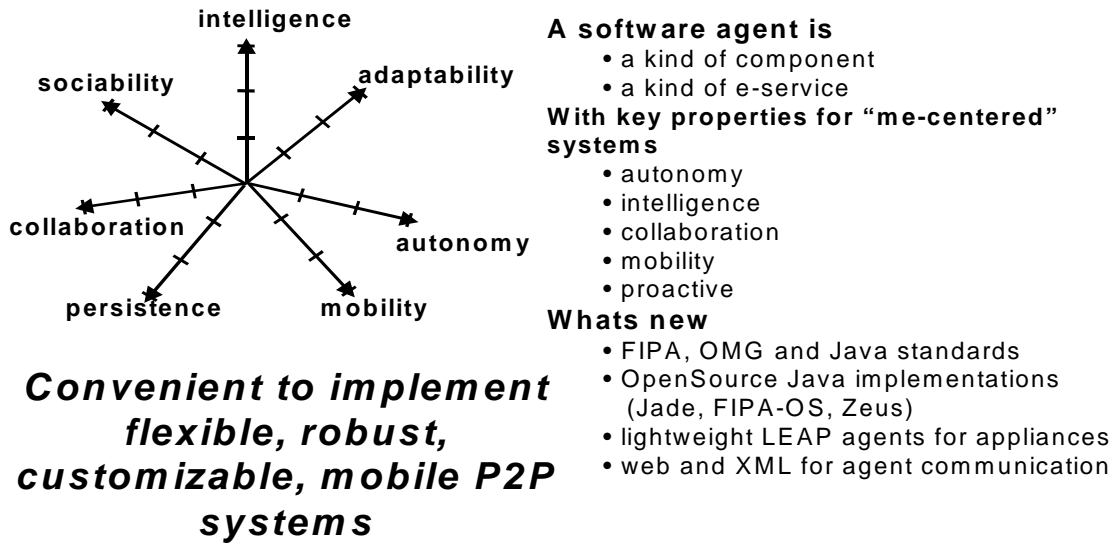 intelligence
sociability
adaptability
collaboration
autonomy
persistence
mobility
Convenient to implement
flexible, robust,
customizable, mobile P2P
systems
A software agent is
• a kind of component
• a kind of e-service
With key properties for “me-centered”
systems
• autonomy
• intelligence
• collaboration
• mobility
• proactive
Whats new
• FIPA, OMG and Java standards
• OpenSource Java implementations
(Jade, FIPA-OS, Zeus)
• lightweight LEAP agents for appliances
• web and XML for agent communication